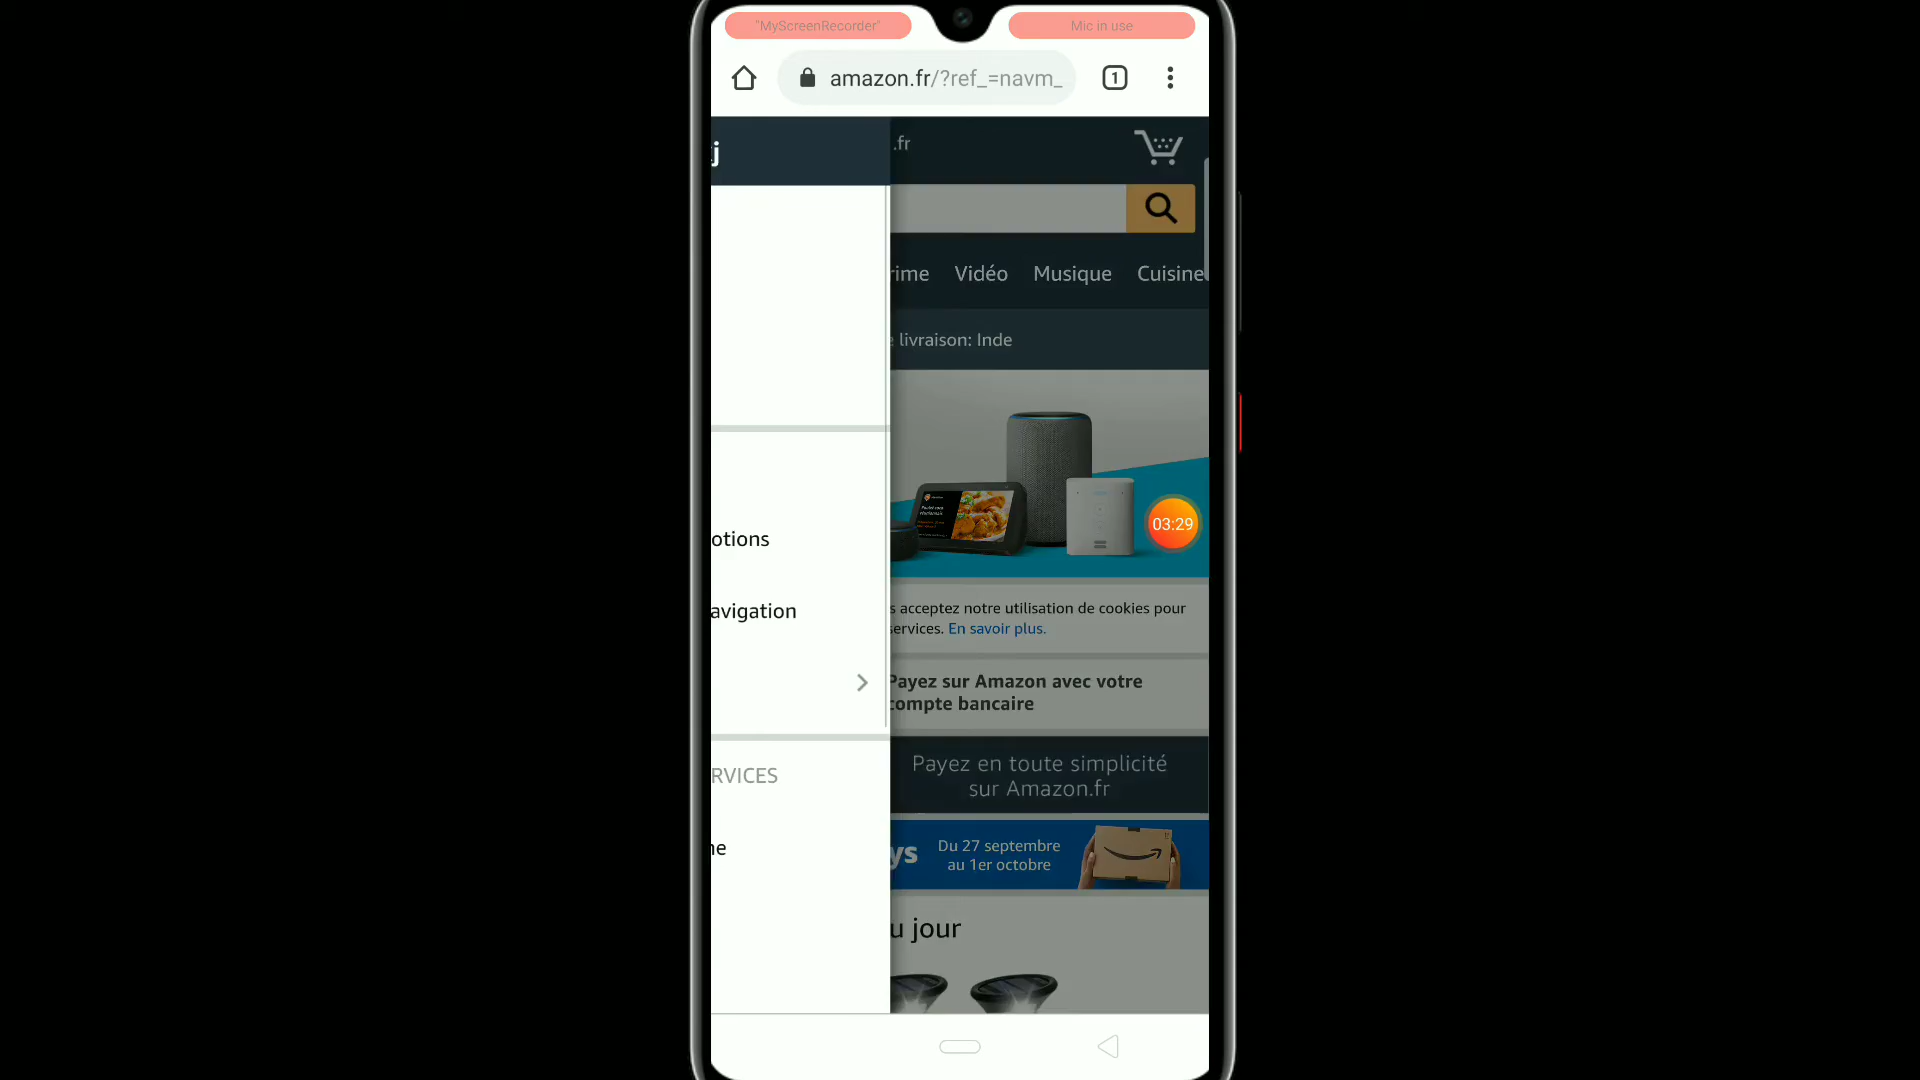 "MyScreenRecorder"
Mic in use
amazon.fr/?ref_=navm_
1
j
.fr
rime Vidéo Musique Cuisine
livraison: Inde
03:29
otions
s acceptez notre utilisation de cookies pour
avigation
services. En savoir plus.
Payez sur Amazon avec votre
compte bancaire
RVICES
Payez en toute simplicité
sur Amazon.fr
ne
ys
Du 27 septembre
au 1er octobre
u jour